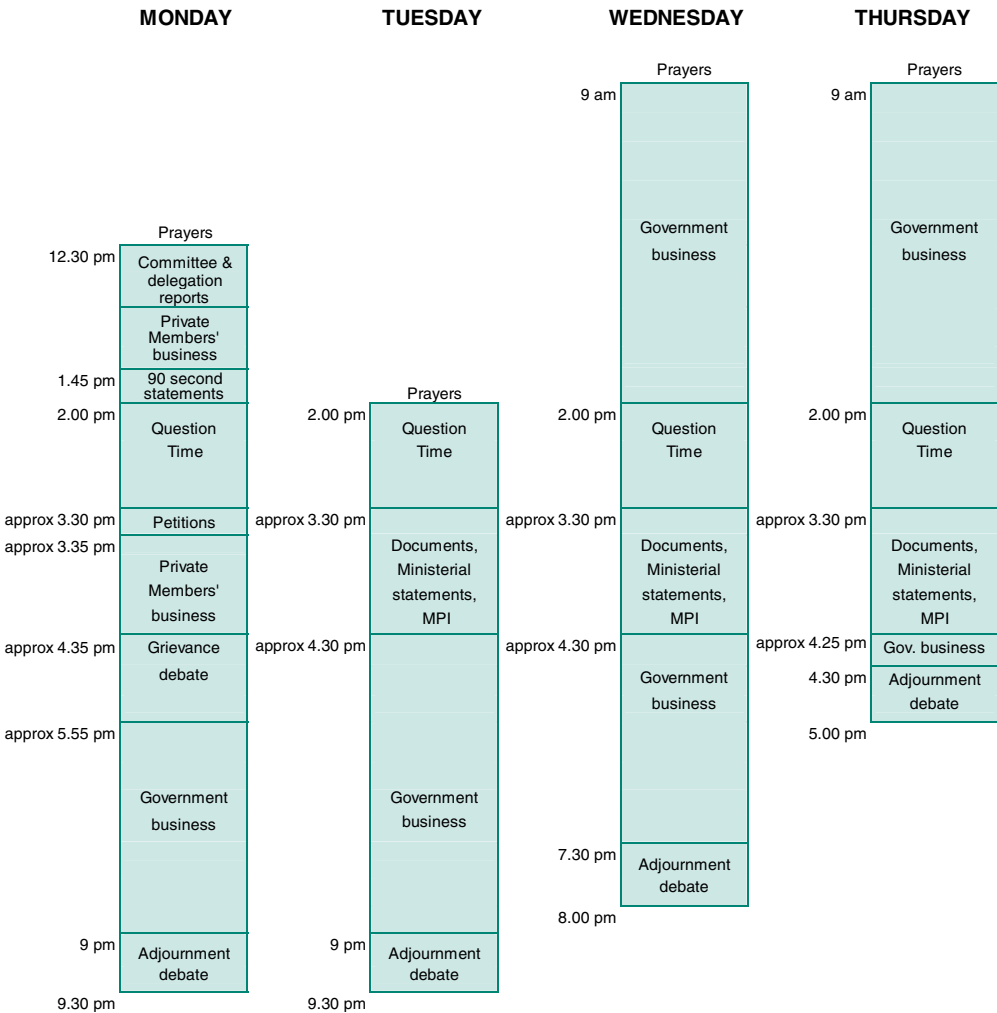 MONDAY
TUESDAY
WEDNESDAY
THURSDAY
Prayers
12.30 pm
Committee &
delegation
reports
Private
Members'
business
1.45 pm
90 second
statements
2.00 pm
Question
Time
approx 3.30 pm
Petitions
approx 3.35 pm
Private
Members'
business
approx 4.35 pm
Grievance
debate
approx 5.55 pm
Government
business
9 pm
Adjournment
debate
9.30 pm
Prayers
2.00 pm
Question
Time
approx 3.30 pm
Documents,
Ministerial
statements,
MPI
approx 4.30 pm
Government
business
9 pm
Adjournment
debate
9.30 pm
Prayers
9 am
Government
business
2.00 pm
Question
Time
approx 3.30 pm
Documents,
Ministerial
statements,
MPI
approx 4.30 pm
Government
business
7.30 pm
Adjournment
debate
8.00 pm
Prayers
9 am
Government
business
2.00 pm
Question
Time
approx 3.30 pm
Documents,
Ministerial
statements,
MPI
approx 4.25 pm
Gov. business
4.30 pm
Adjournment
debate
5.00 pm